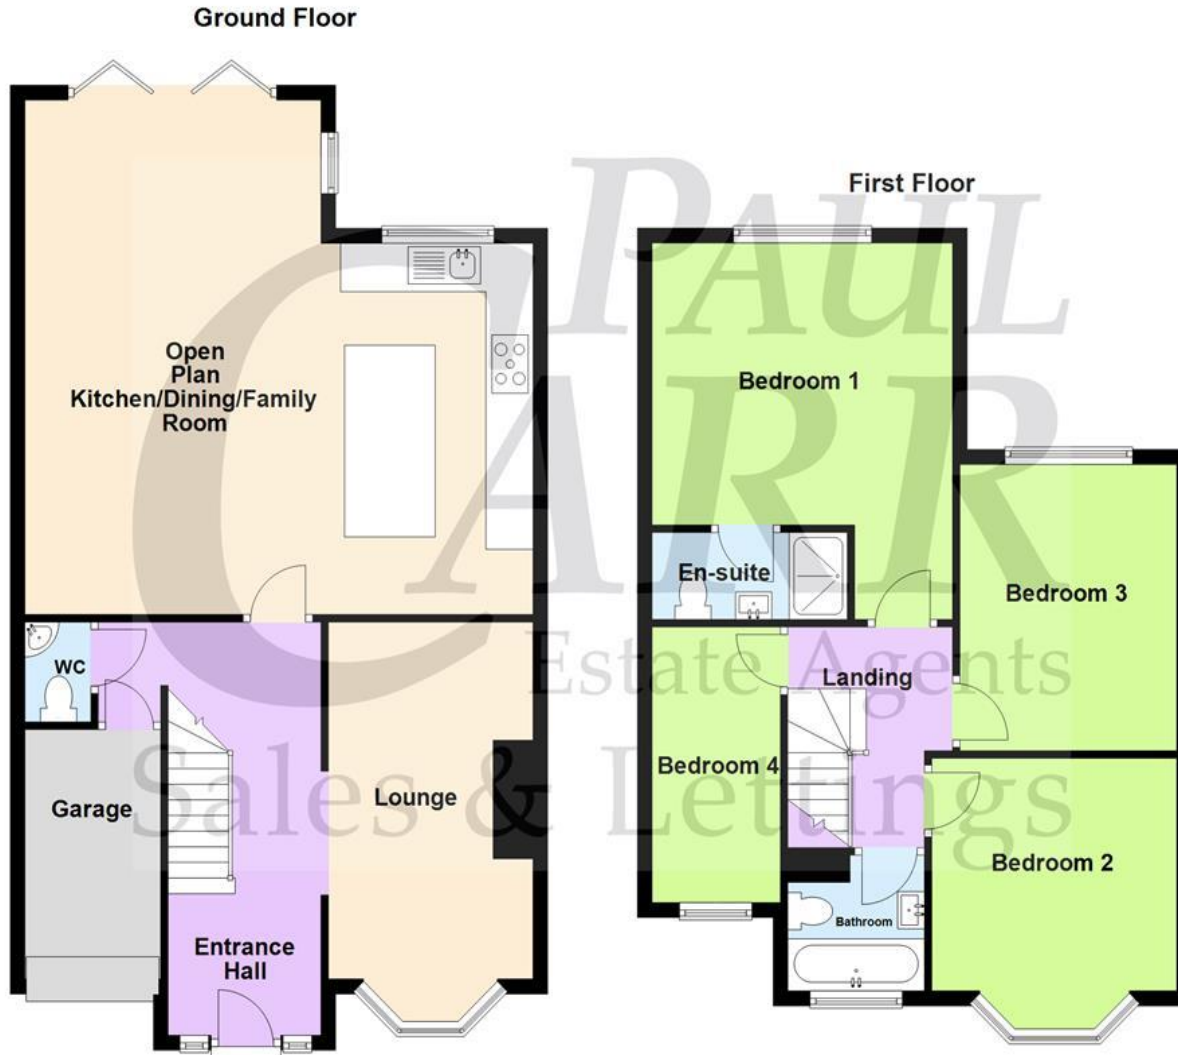 Ground Floor
First Floor
PAUL
CARR
Estate Agents
Sales & Lettings
Open
Plan
Kitchen/Dining/Family
Room
WC
Garage
Lounge
Entrance
Hall
Bedroom 1
En-suite
Bedroom 3
Landing
Bedroom 4
Bedroom 2
Bathroom